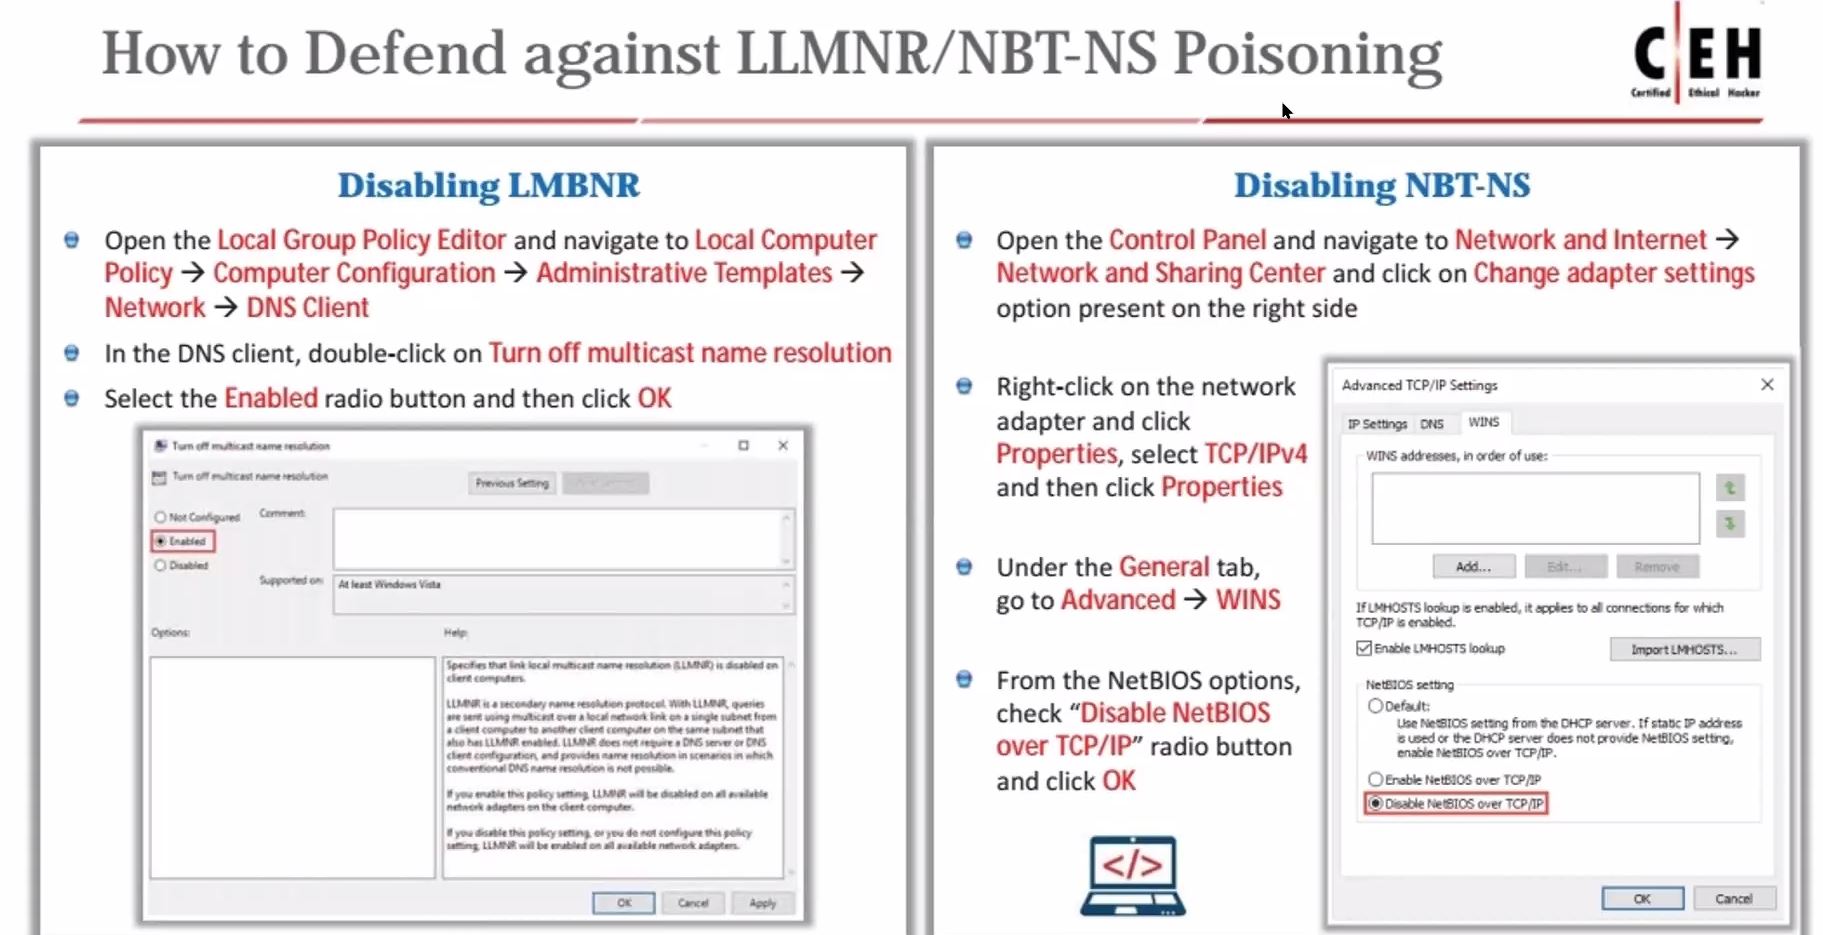 How to Defend against LLMNR/NBT-NS Poisoning
C|EH
Certified Ethical Hacker
Disabling LMBNR
Open the Local Group Policy Editor and navigate to Local Computer
Policy → Computer Configuration → Administrative Templates →
Network → DNS Client
In the DNS client, double-click on Turn off multicast name resolution
Select the Enabled radio button and then click OK
Turn off multicast name resolution
Turn off multicast name resolution
Previous Setting
Not Configured
Comment:
Enabled
Disabled
Supported on:
At least Windows Vista
Options:
Help:
Specifies that link local multicast name resolution (LLMNR) is disabled on
client computers.
LLMNR is a secondary name resolution protocol. With LLMNR, queries
are sent using multicast over a local network link on a single subnet from
a client computer to another client computer on the same subnet that
also has LLMNR enabled. LLMNR does not require a DNS server or DNS
client configuration, and provides name resolution in scenarios in which
conventional DNS name resolution is not possible.
If you enable this policy setting, LLMNR will be disabled on all available
network adapters on the client computer.
If you disable this policy setting, or you do not configure this policy
setting, LLMNR will be enabled on all available network adapters.
OK
Cancel
Apply
Disabling NBT-NS
Open the Control Panel and navigate to Network and Internet →
Network and Sharing Center and click on Change adapter settings
option present on the right side
Right-click on the network
adapter and click
Properties, select TCP/IPv4
and then click Properties
Under the General tab,
go to Advanced → WINS
From the NetBIOS options,
check “Disable NetBIOS
over TCP/IP” radio button
and click OK
</>
Advanced TCP/IP Settings
IP Settings DNS WINS
WINS addresses, in order of use:
Add... Edit... Remove
If LMHOSTS lookup is enabled, it applies to all connections for which
TCP/IP is enabled.
Enable LMHOSTS lookup
Import LMHOSTS...
NetBIOS setting
Default:
Use NetBIOS setting from the DHCP server. If static IP address
is used or the DHCP server does not provide NetBIOS setting,
enable NetBIOS over TCP/IP.
Enable NetBIOS over TCP/IP
Disable NetBIOS over TCP/IP
OK
Cancel